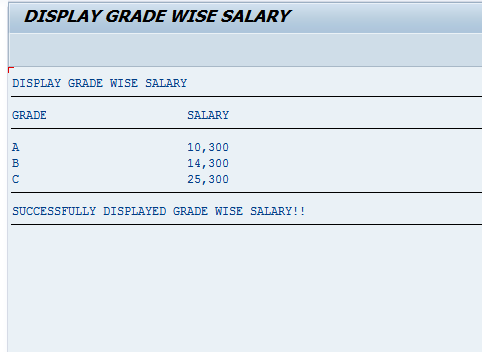 DISPLAY GRADE WISE SALARY
DISPLAY GRADE WISE SALARY
GRADE SALARY
A 10,300
B 14,300
C 25,300
SUCCESSFULLY DISPLAYED GRADE WISE SALARY!!